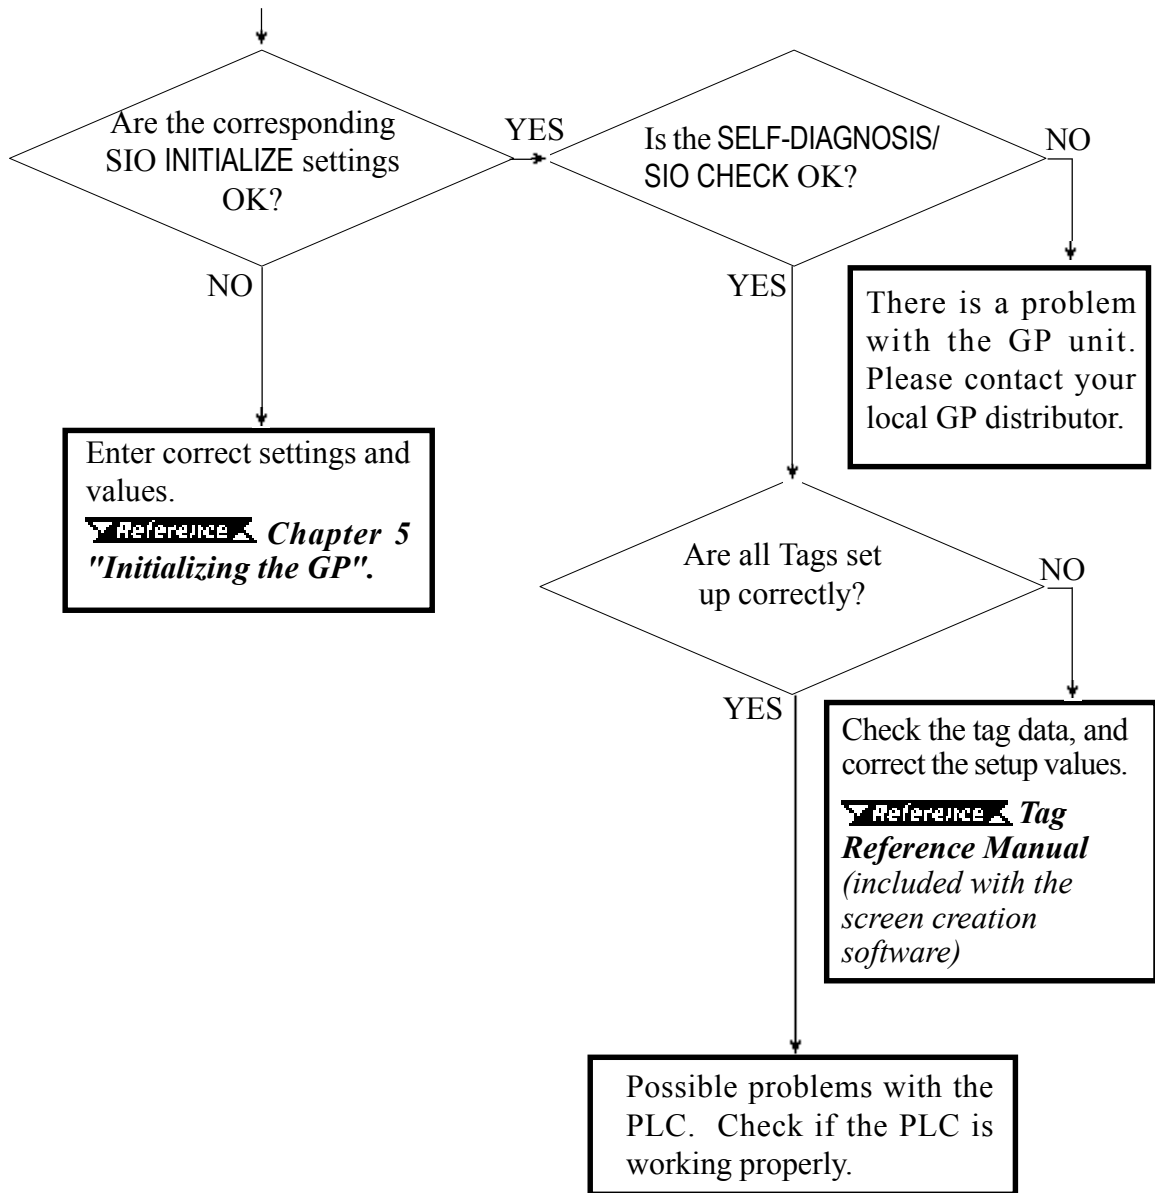 Are the corresponding
SIO INITIALIZE settings
OK?
YES
Is the SELF-DIAGNOSIS/
SIO CHECK OK?
NO
NO
YES
There is a problem
with the GP unit.
Please contact your
local GP distributor.
Enter correct settings and
values.
Reference Chapter 5
"Initializing the GP".
Are all Tags set
up correctly?
NO
YES
Check the tag data, and
correct the setup values.
Reference Tag
Reference Manual
(included with the
screen creation
software)
Possible problems with the
PLC. Check if the PLC is
working properly.